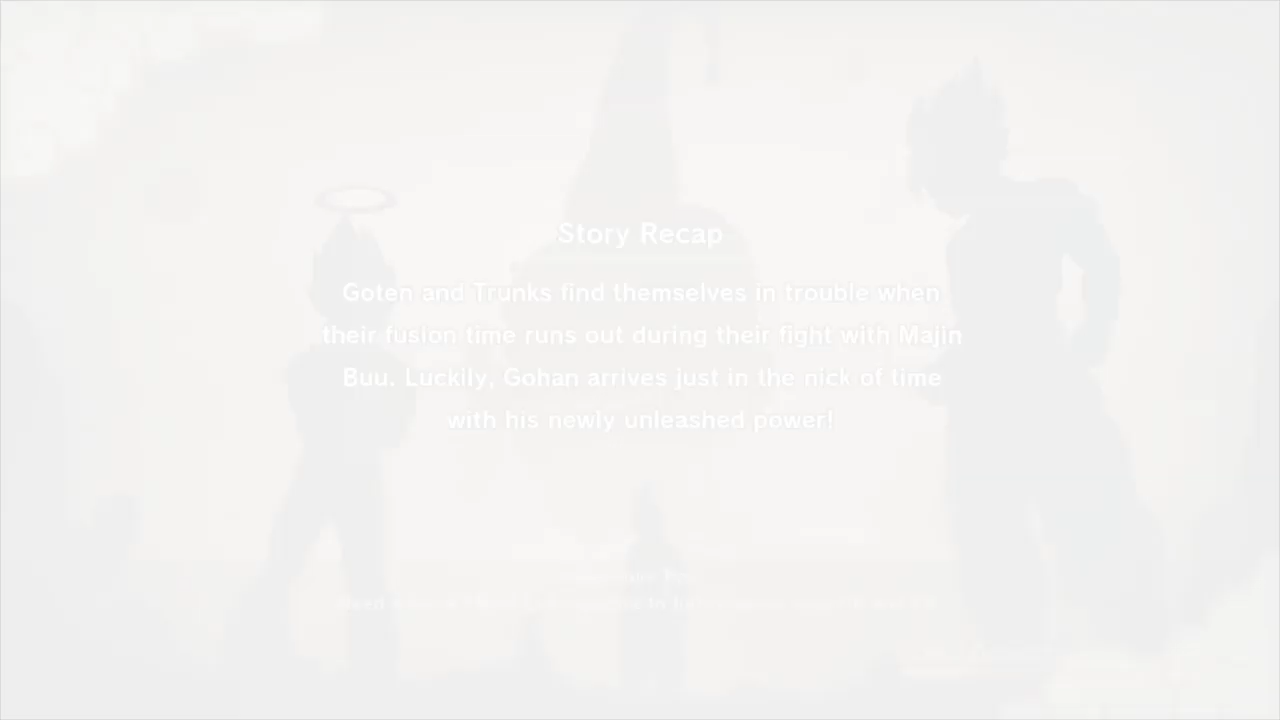 Story Recap
Goten and Trunks find themselves in trouble when
their fusion time runs out during their fight with Majin
Buu. Luckily, Gohan arrives just in the nick of time
with his newly unleashed power!